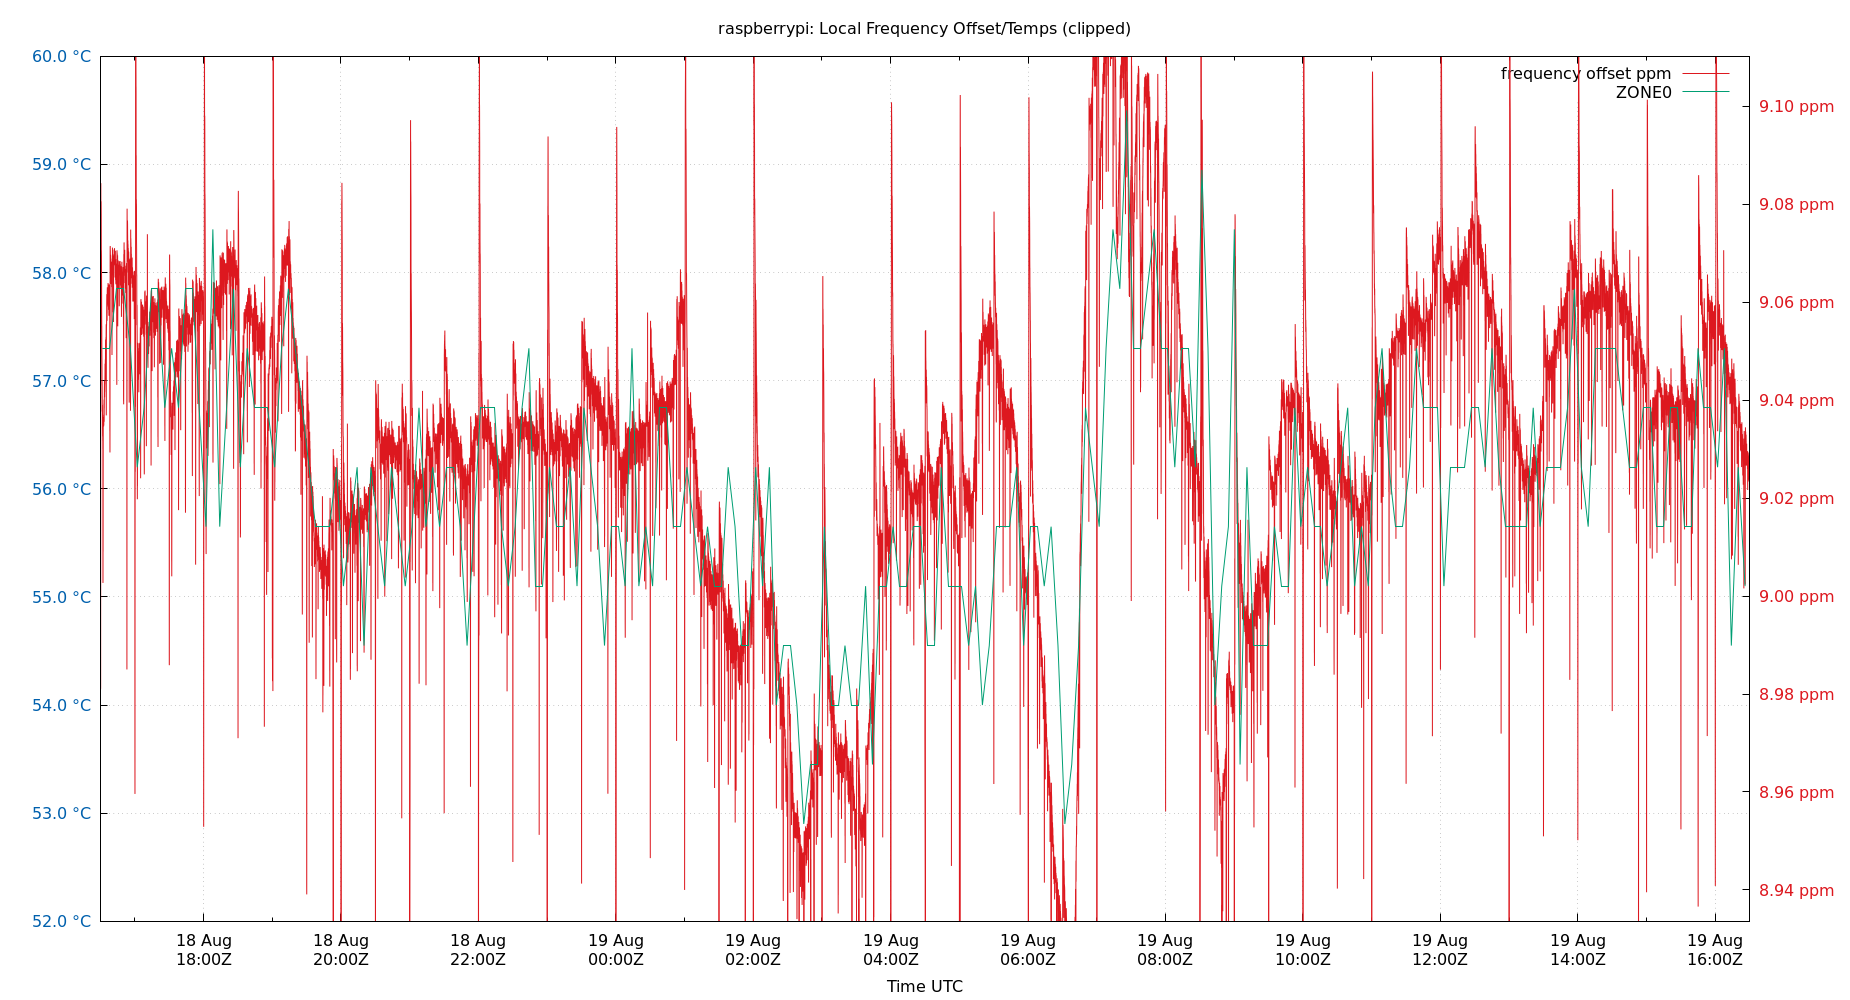 raspberrypi: Local Frequency Offset/Temps (clipped)
60.0 °C
59.0 °C
58.0 °C
57.0 °C
56.0 °C
55.0 °C
54.0 °C
53.0 °C
52.0 °C
frequency offset ppm
ZONE0
9.10 ppm
9.08 ppm
9.06 ppm
9.04 ppm
9.02 ppm
9.00 ppm
8.98 ppm
8.96 ppm
8.94 ppm
18 Aug
18:00Z
18 Aug
20:00Z
18 Aug
22:00Z
19 Aug
00:00Z
19 Aug
02:00Z
19 Aug
04:00Z
19 Aug
06:00Z
19 Aug
08:00Z
19 Aug
10:00Z
19 Aug
12:00Z
19 Aug
14:00Z
19 Aug
16:00Z
Time UTC